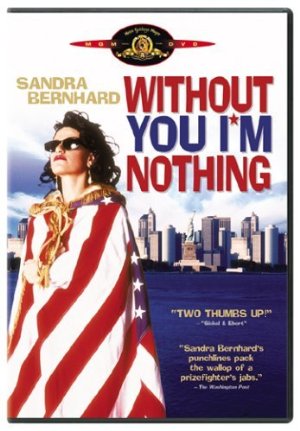 MGM DVD
SANDRA
BERNHARD
WITHOUT
YOU I*M
NOTHING
"TWO THUMBS UP!"
–Siskel & Ebert
"Sandra Bernhard's
punchlines pack
the wallop of a
prizefighter's jabs."
–The Washington Post